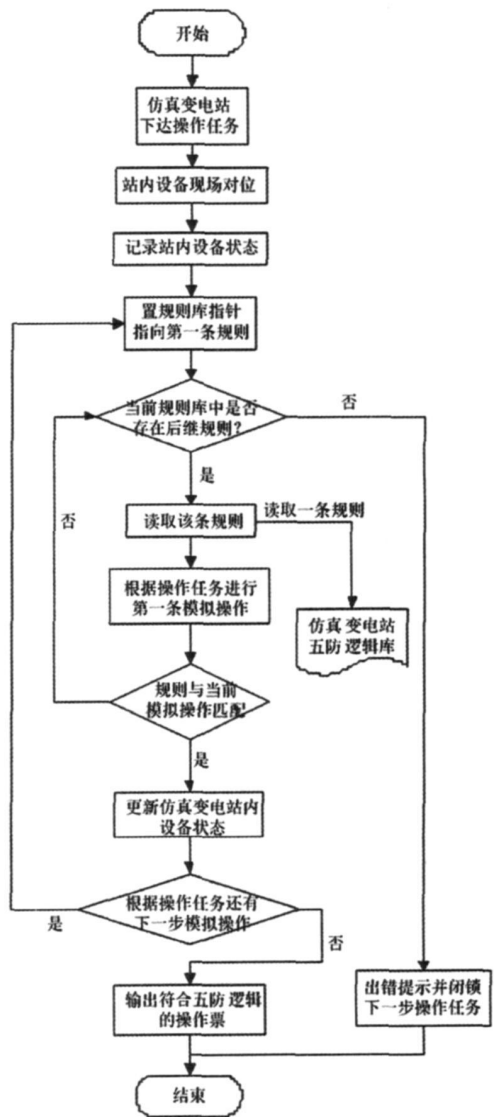 开始
仿真变电站
下达操作任务
站内设备现场对位
记录站内设备状态
置规则库指针
指向第一条规则
当前规则库中是否
存在后继规则?
否
是
否
读取该条规则
读取一条规则
根据操作任务进行
第一条模拟操作
仿真变电站
五防逻辑库
规则与当前
模拟操作匹配
是
更新仿真变电站内
设备状态
根据操作任务还有
下一步模拟操作
是
否
输出符合五防逻辑
的操作票
出错提示并闭锁
下一步操作任务
结束